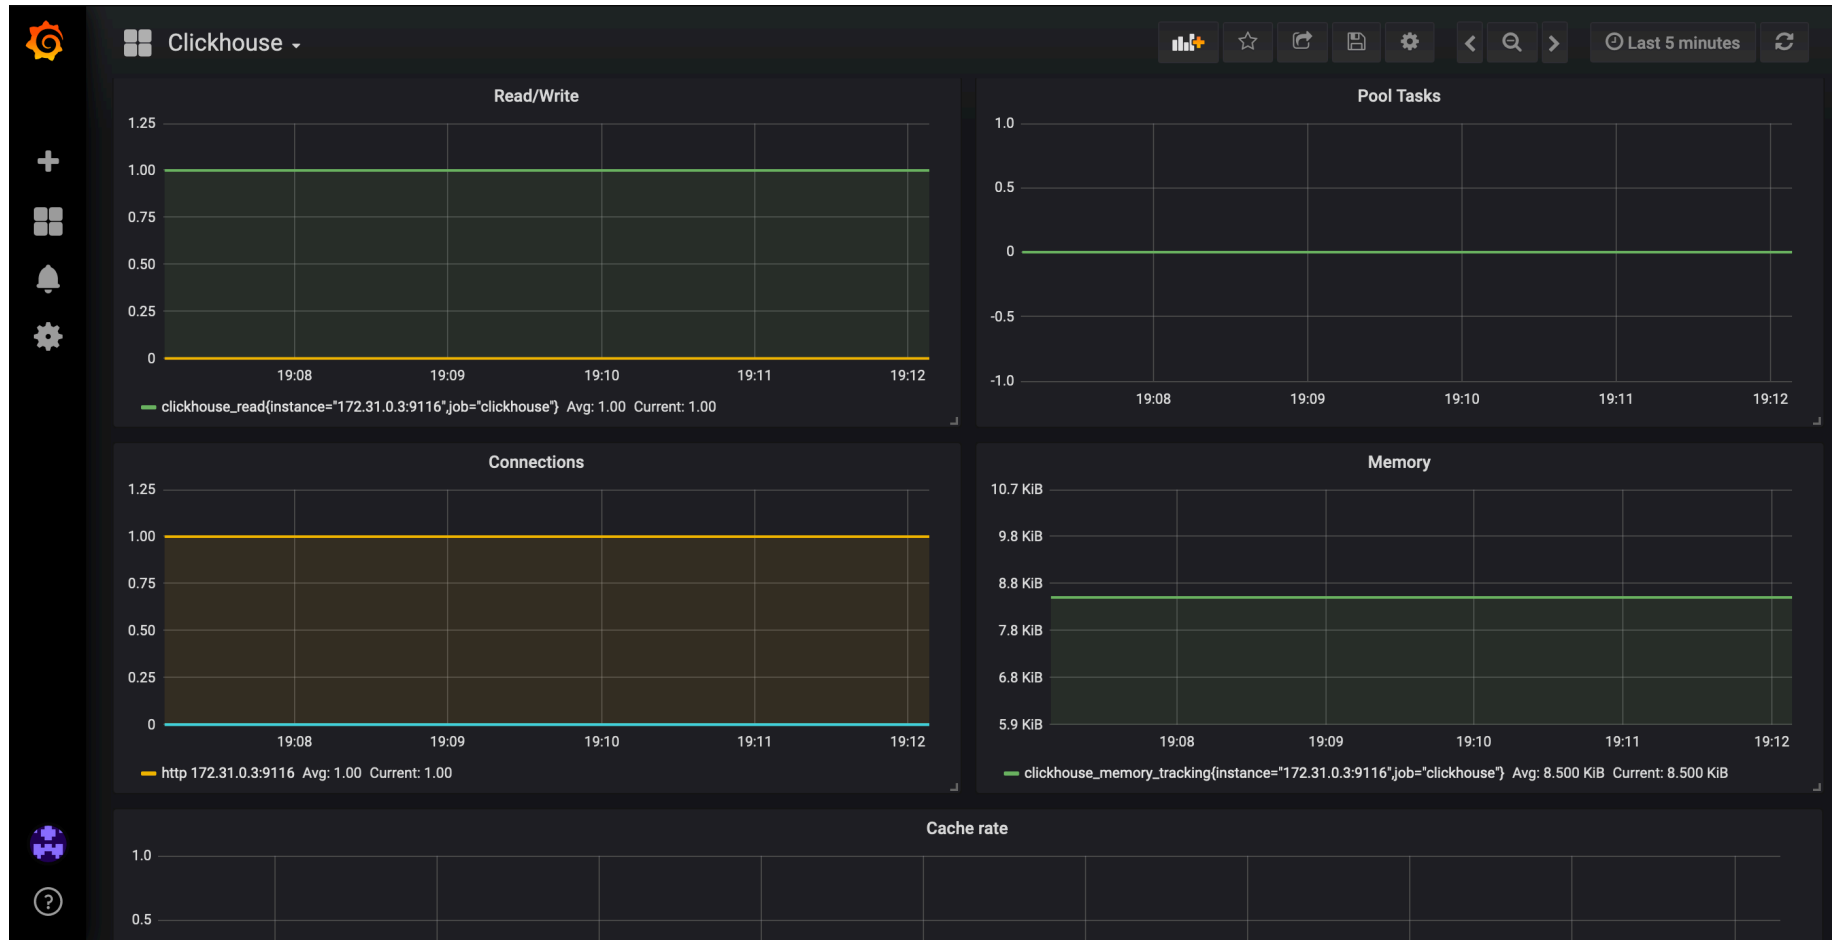 Clickhouse
Last 5 minutes
Read/Write
1.25
1.00
0.75
0.50
0.25
0
19:08 19:09 19:10 19:11 19:12
clickhouse_read{instance="172.31.0.3:9116",job="clickhouse"} Avg: 1.00 Current: 1.00
Pool Tasks
1.0
0.5
0
-0.5
-1.0
19:08 19:09 19:10 19:11 19:12
Connections
1.25
1.00
0.75
0.50
0.25
0
19:08 19:09 19:10 19:11 19:12
http 172.31.0.3:9116 Avg: 1.00 Current: 1.00
Memory
10.7 KiB
9.8 KiB
8.8 KiB
7.8 KiB
6.8 KiB
5.9 KiB
19:08 19:09 19:10 19:11 19:12
clickhouse_memory_tracking{instance="172.31.0.3:9116",job="clickhouse"} Avg: 8.500 KiB Current: 8.500 KiB
Cache rate
1.0
0.5